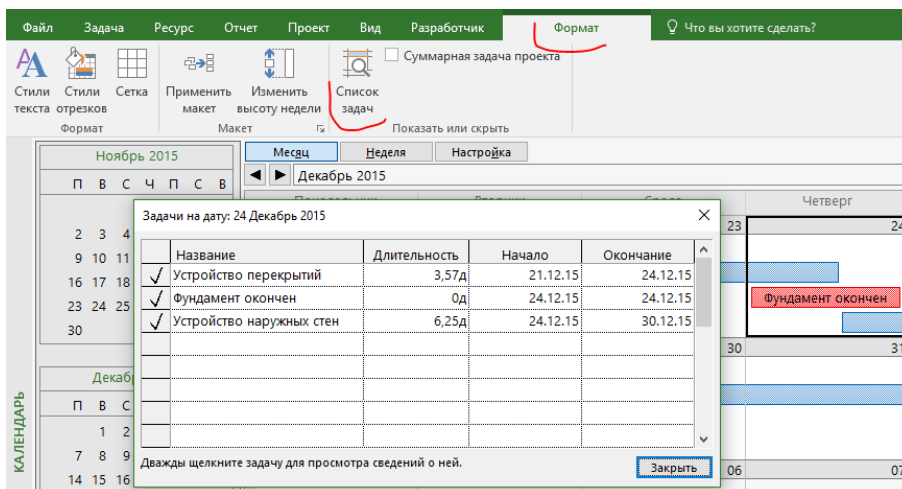 Файл Задача Ресурс Отчет Проект Вид Разработчик Формат Что вы хотите сделать?
Стили текста
Стили отрезков
Сетка
Применить макет
Изменить высоту недели
Список задач
Суммарная задача проекта
Формат Макет Показать или скрыть
Ноябрь 2015
П В С Ч П С В
2 3 4
9 10 11
16 17 18
23 24 25
30
Месяц Неделя Настройка
Декабрь 2015
Четверг
23 24
Фундамент окончен
30 31
06 07
Задачи на дату: 24 Декабрь 2015
Название Длительность Начало Окончание
Устройство перекрытий 3,57д 21.12.15 24.12.15
Фундамент окончен 0д 24.12.15 24.12.15
Устройство наружных стен 6,25д 24.12.15 30.12.15
Дважды щелкните задачу для просмотра сведений о ней.
Закрыть
П В С
1 2
7 8 9
14 15 16
КАЛЕНДАРЬ